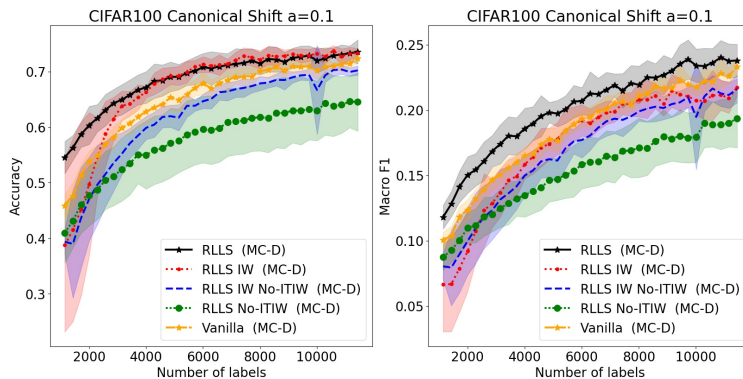 CIFAR100 Canonical Shift a=0.1
Accuracy
0.7
0.6
0.5
0.4
0.3
RLLS (MC-D)
RLLS IW (MC-D)
RLLS IW No-ITIW (MC-D)
RLLS No-ITIW (MC-D)
Vanilla (MC-D)
2000 4000 6000 8000 10000
Number of labels
CIFAR100 Canonical Shift a=0.1
Macro F1
0.25
0.20
0.15
0.10
0.05
RLLS (MC-D)
RLLS IW (MC-D)
RLLS IW No-ITIW (MC-D)
RLLS No-ITIW (MC-D)
Vanilla (MC-D)
2000 4000 6000 8000 10000
Number of labels